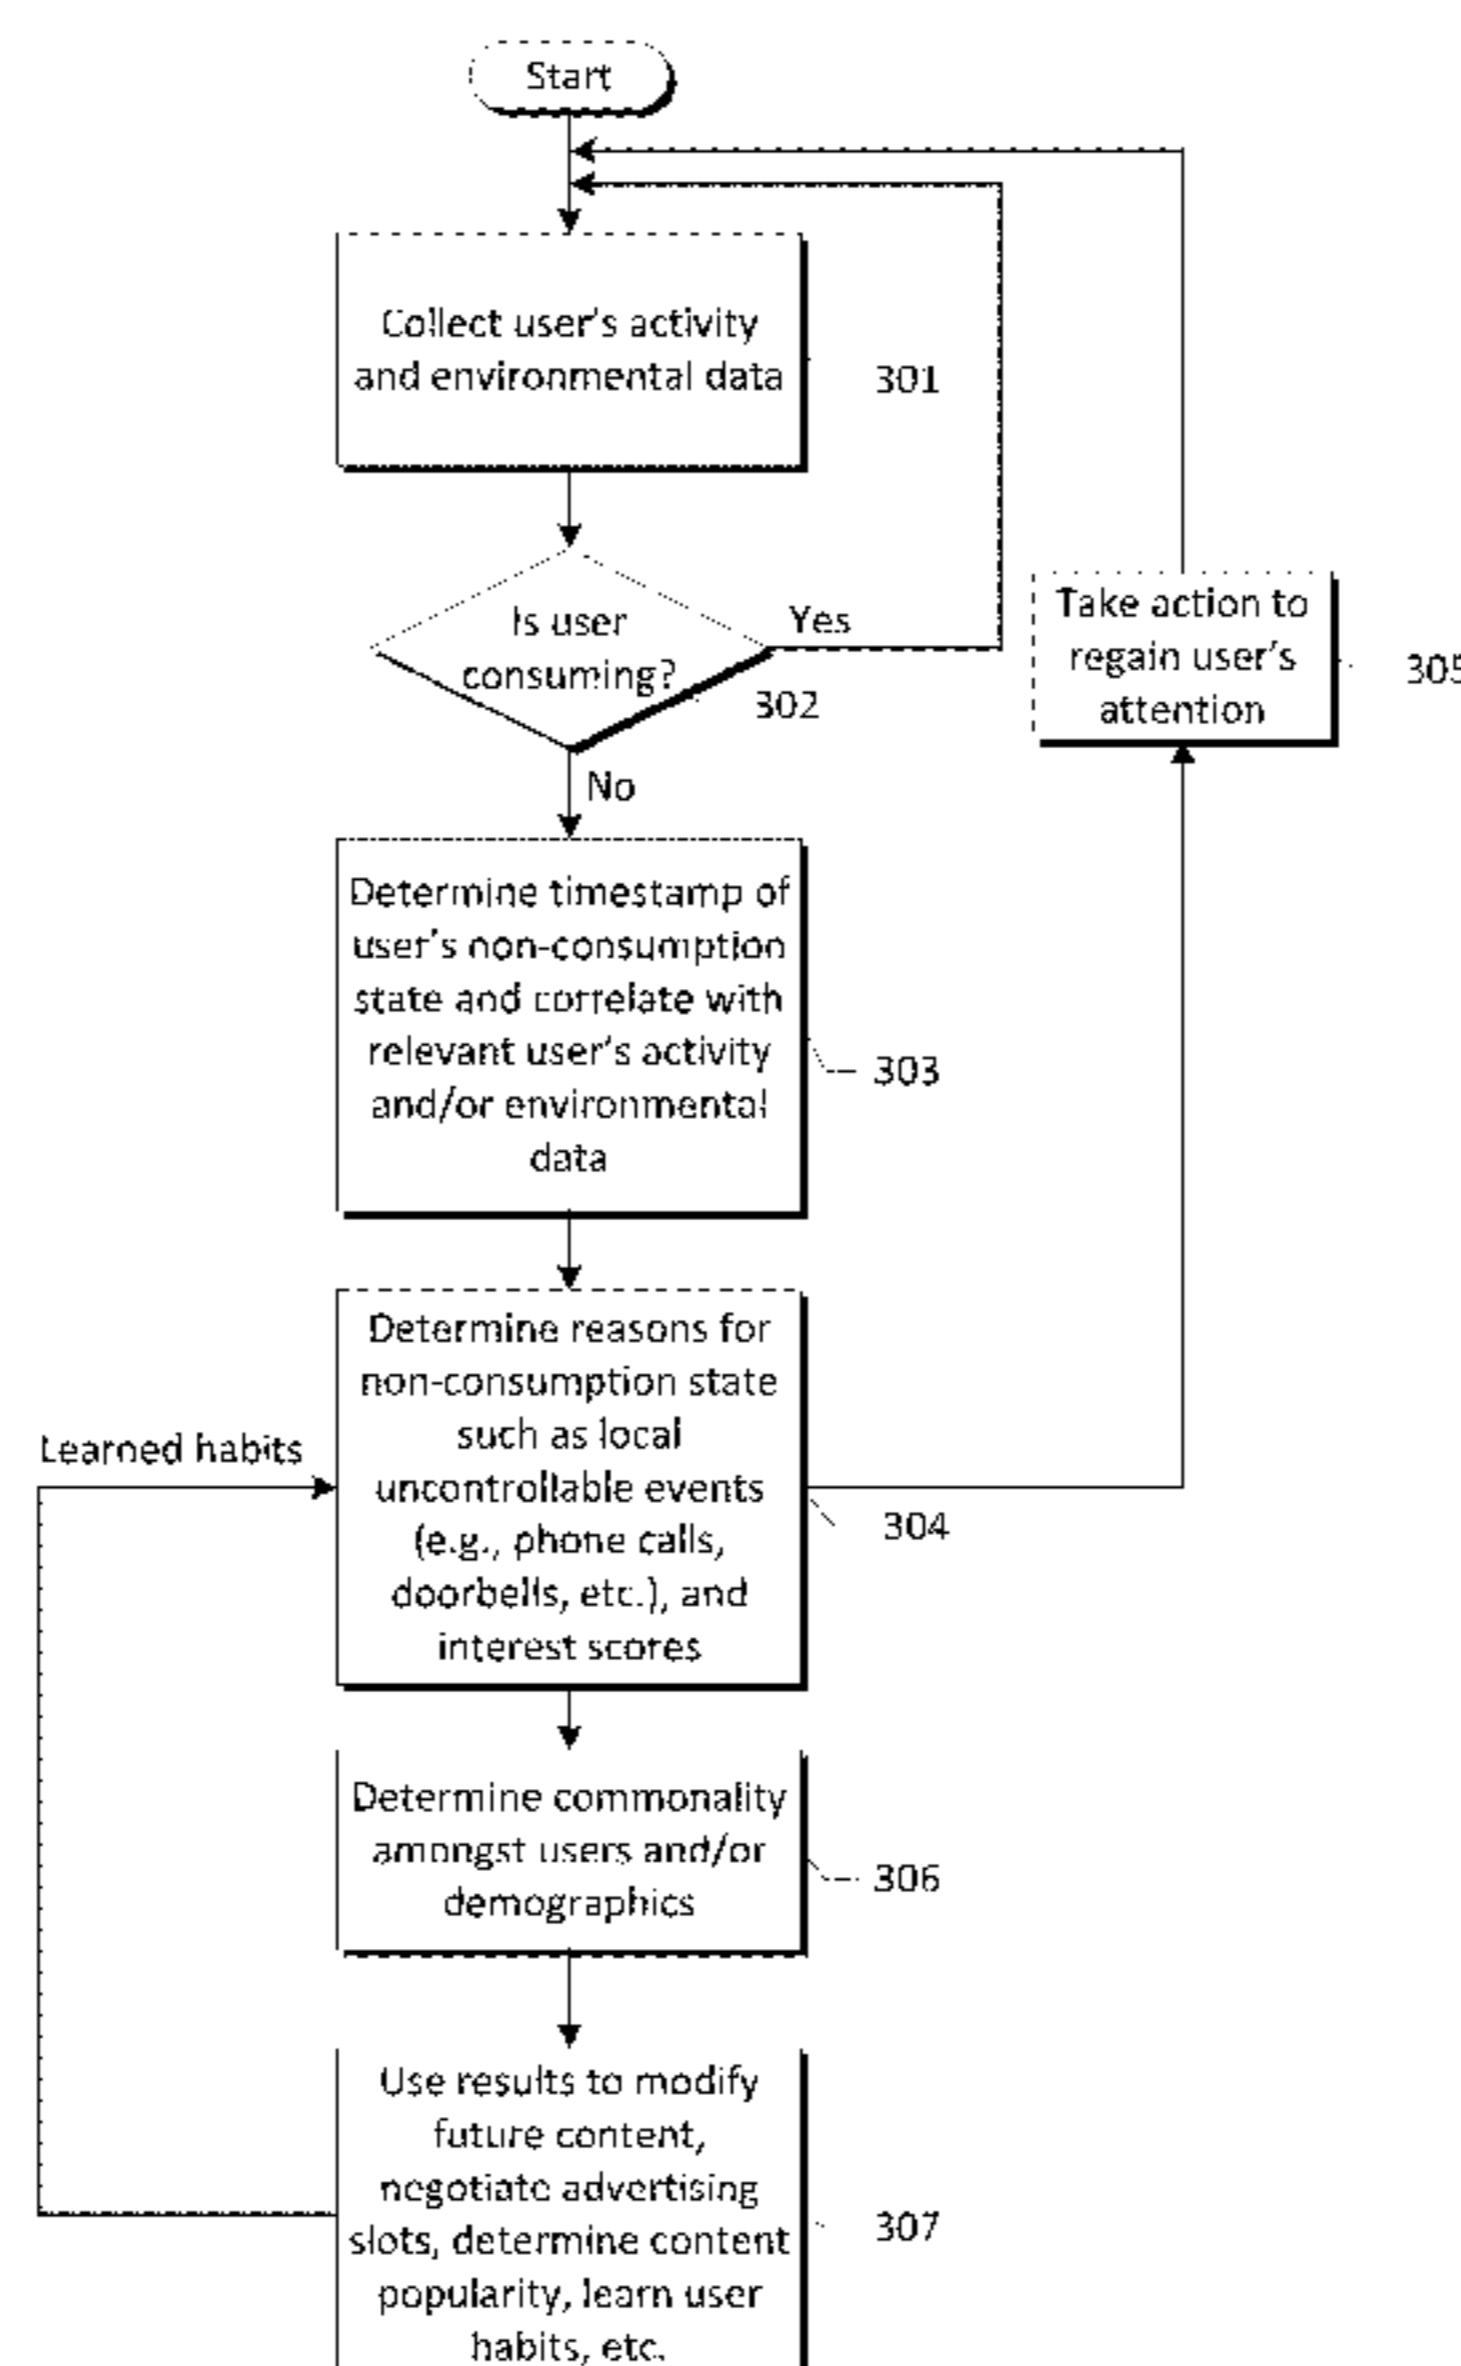 Start
Collect user's activity
and environmental data
301
Is user
consuming?
Yes
302
No
Take action to
regain user's
attention
305
Determine timestamp of
user's non-consumption
state and correlate with
relevant user's activity
and/or environmental
data
303
Determine reasons for
non-consumption state
such as local
uncontrollable events
(e.g., phone calls,
doorbells, etc.), and
interest scores
304
Learned habits
Determine commonality
amongst users and/or
demographics
306
Use results to modify
future content,
negotiate advertising
slots, determine content
popularity, learn user
habits, etc.
307